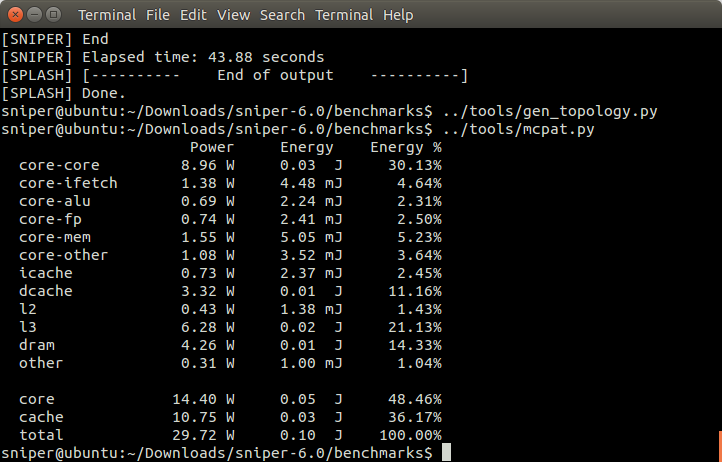 Terminal File Edit View Search Terminal Help
[SNIPER] End
[SNIPER] Elapsed time: 43.88 seconds
[SPLASH] [----------    End of output    ----------]
[SPLASH] Done.
sniper@ubuntu:~/Downloads/sniper-6.0/benchmarks$ ../tools/gen_topology.py
sniper@ubuntu:~/Downloads/sniper-6.0/benchmarks$ ../tools/mcpat.py
                     Power     Energy    Energy %
  core-core         8.96 W     0.03  J     30.13%
  core-ifetch       1.38 W     4.48 mJ      4.64%
  core-alu          0.69 W     2.24 mJ      2.31%
  core-fp           0.74 W     2.41 mJ      2.50%
  core-mem          1.55 W     5.05 mJ      5.23%
  core-other        1.08 W     3.52 mJ      3.64%
  icache            0.73 W     2.37 mJ      2.45%
  dcache            3.32 W     0.01  J     11.16%
  l2                0.43 W     1.38 mJ      1.43%
  l3                6.28 W     0.02  J     21.13%
  dram              4.26 W     0.01  J     14.33%
  other             0.31 W     1.00 mJ      1.04%
  core             14.40 W     0.05  J     48.46%
  cache            10.75 W     0.03  J     36.17%
  total            29.72 W     0.10  J    100.00%
sniper@ubuntu:~/Downloads/sniper-6.0/benchmarks$